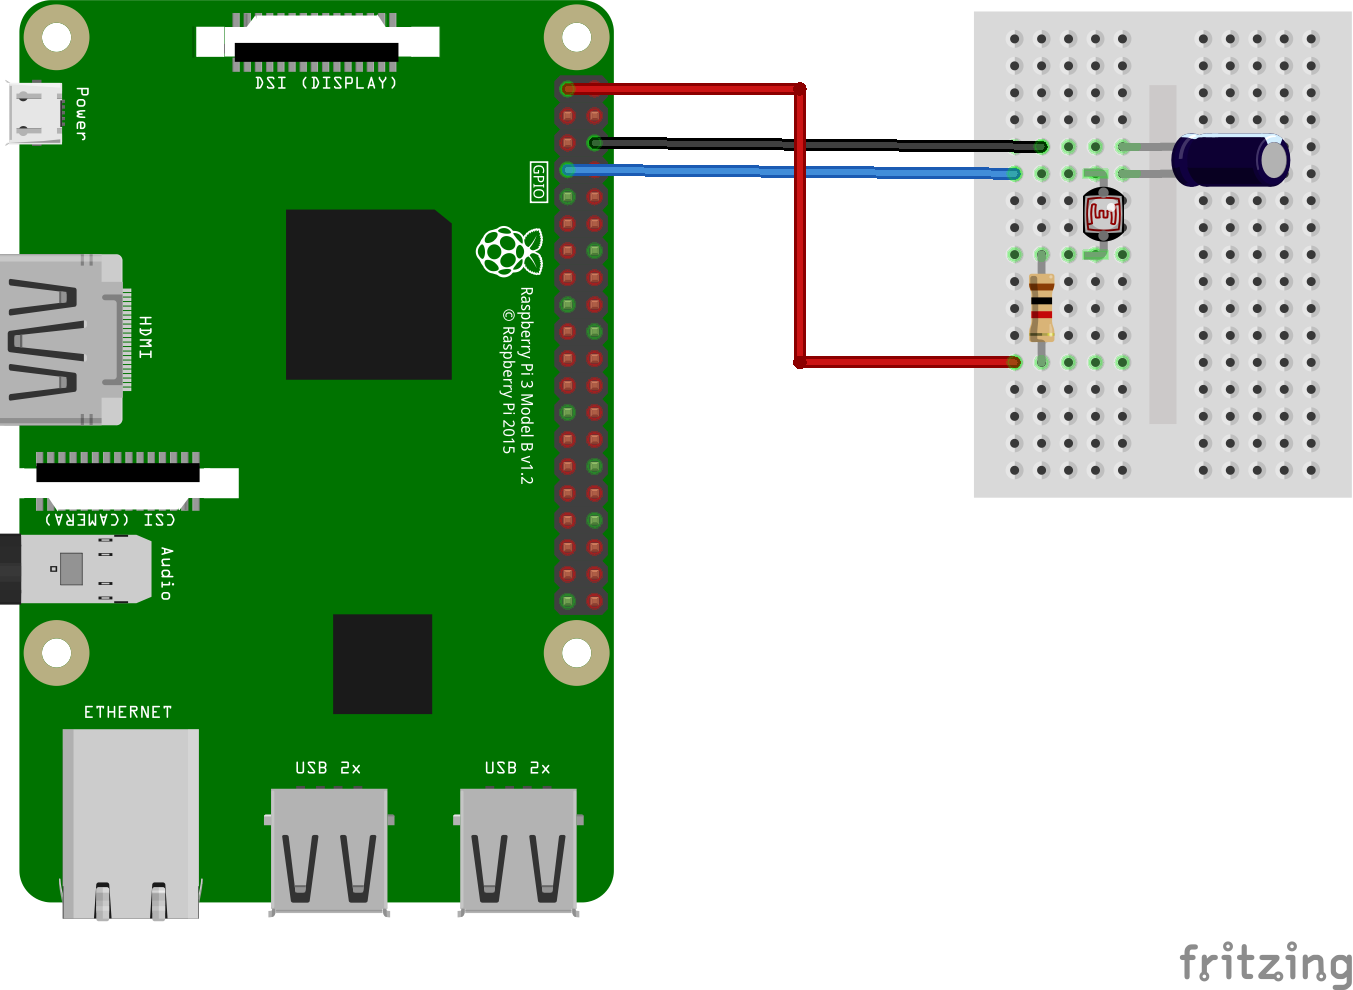 DSI (DISPLAY)
Power
GPIO
HDMI
Raspberry Pi 3 Model B v1.2
© Raspberry Pi 2015
CSI (CAMERA)
Audio
ETHERNET
USB 2x
USB 2x
fritzing